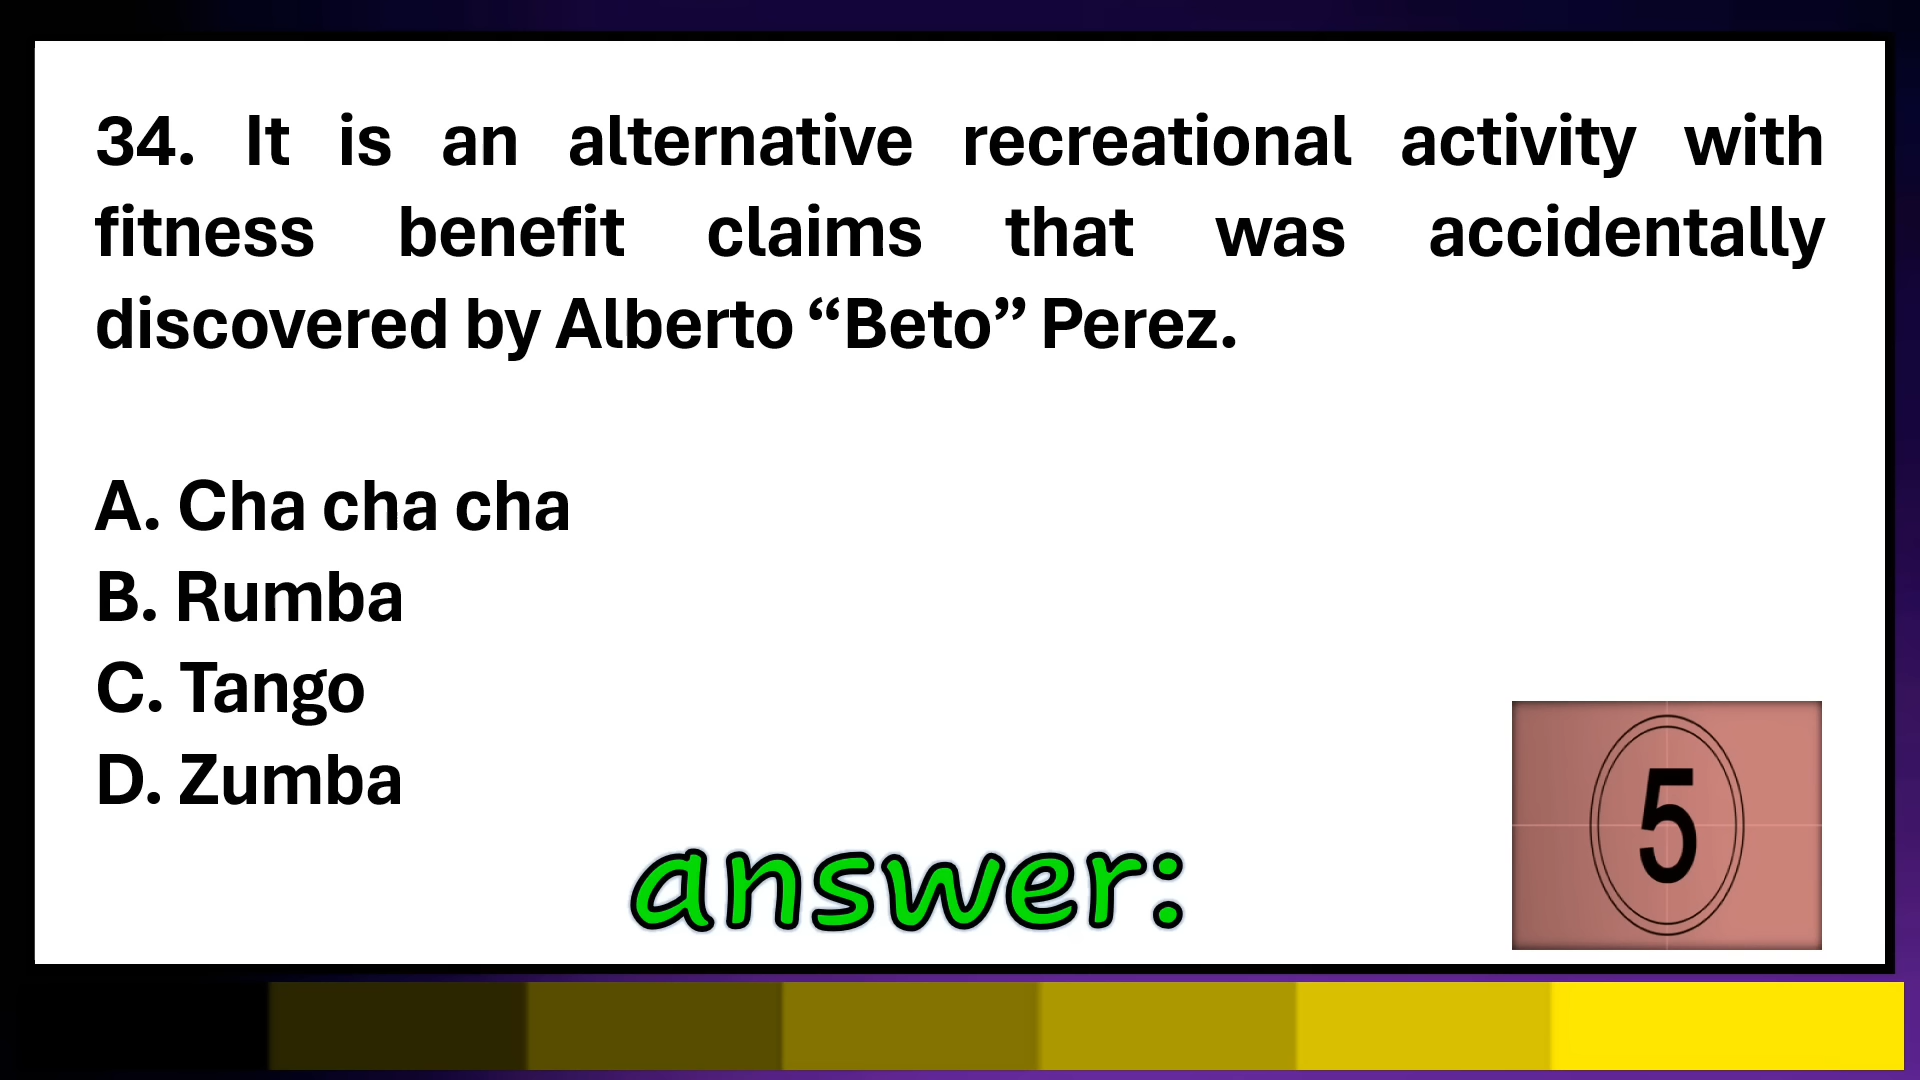 34. It is an alternative recreational activity with
fitness benefit claims that was accidentally
discovered by Alberto “Beto” Perez.
A. Cha cha cha
B. Rumba
C. Tango
D. Zumba
answer:
5